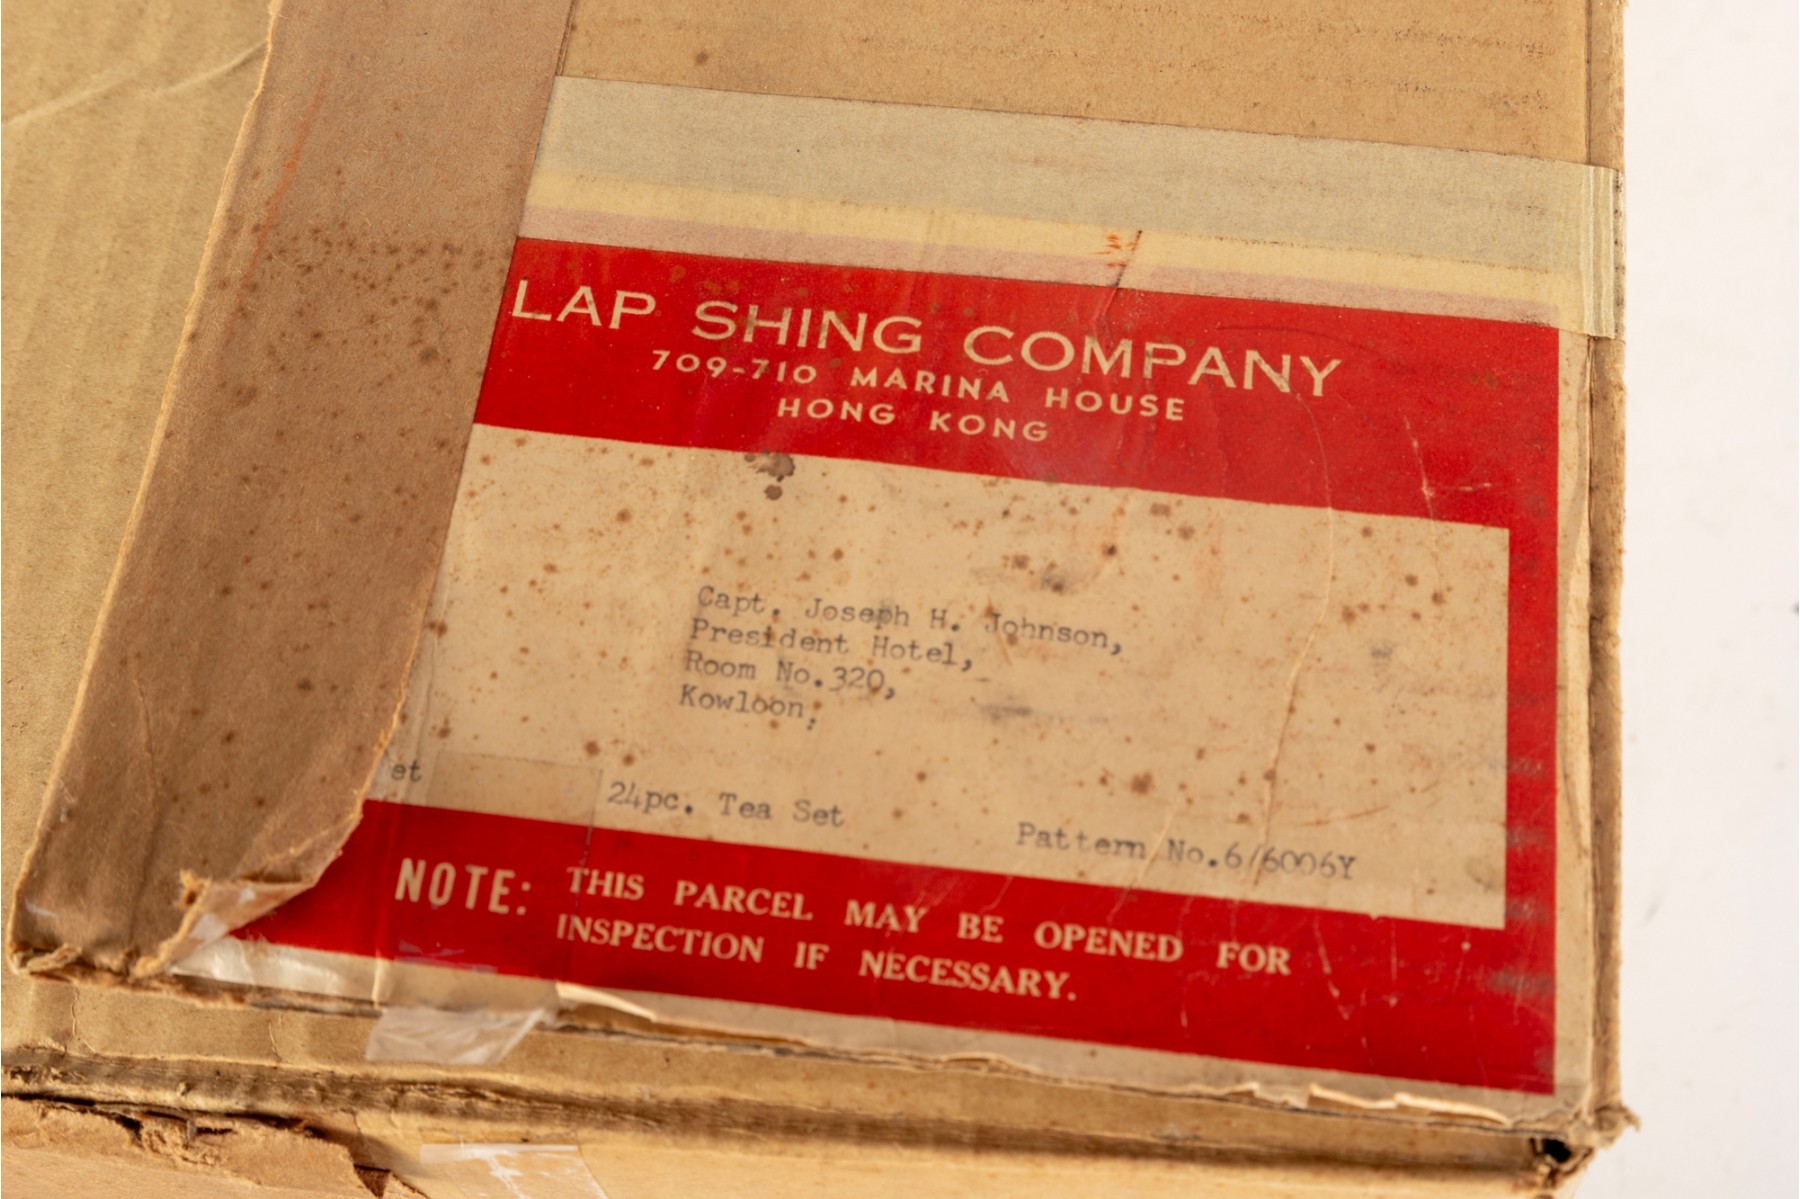 LAP SHING COMPANY
709-710 MARINA HOUSE
HONG KONG
Capt. Joseph H. Johnson,
President Hotel,
Room No.320,
Kowloon.
et 24pc. Tea Set Pattern No.6/6006Y
NOTE: THIS PARCEL MAY BE OPENED FOR
INSPECTION IF NECESSARY.